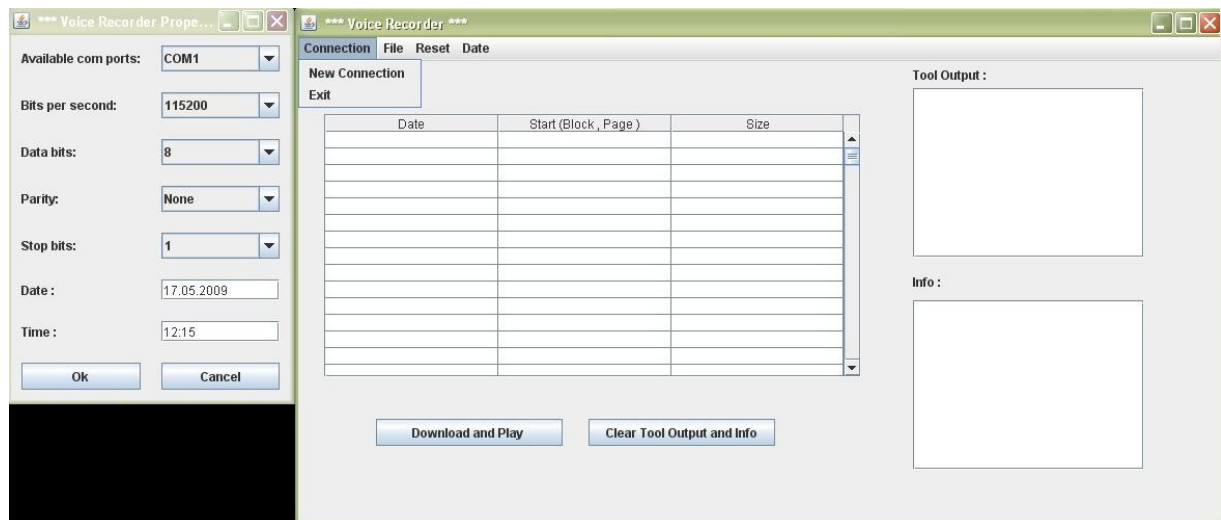 *** Voice Recorder Prope...
Available com ports: COM1
Bits per second: 115200
Data bits: 8
Parity: None
Stop bits: 1
Date : 17.05.2009
Time : 12:15
Ok Cancel
*** Voice Recorder ***
Connection File Reset Date
New Connection
Exit
Date Start (Block , Page ) Size
Download and Play Clear Tool Output and Info
Tool Output :
Info :